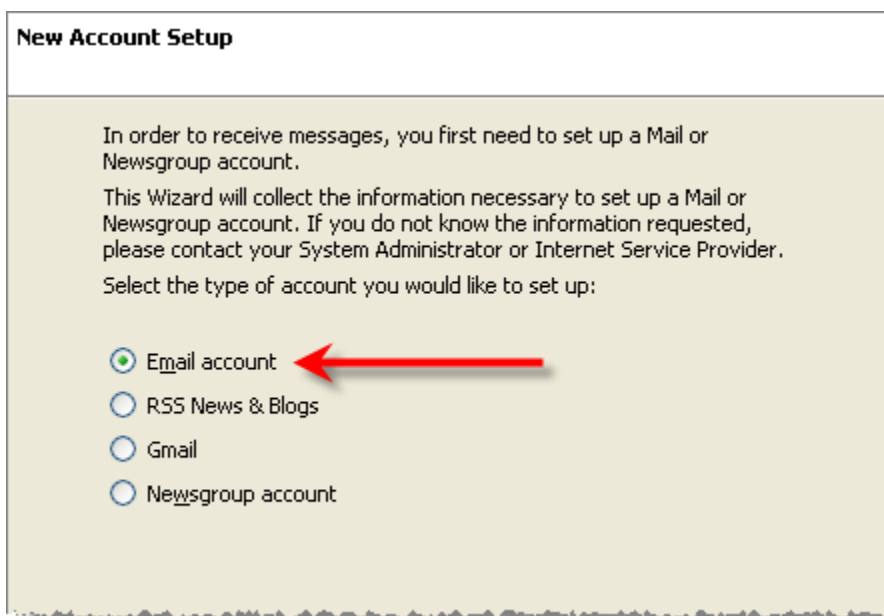 New Account Setup
In order to receive messages, you first need to set up a Mail or
Newsgroup account.
This Wizard will collect the information necessary to set up a Mail or
Newsgroup account. If you do not know the information requested,
please contact your System Administrator or Internet Service Provider.
Select the type of account you would like to set up:
Email account
RSS News & Blogs
Gmail
Newsgroup account